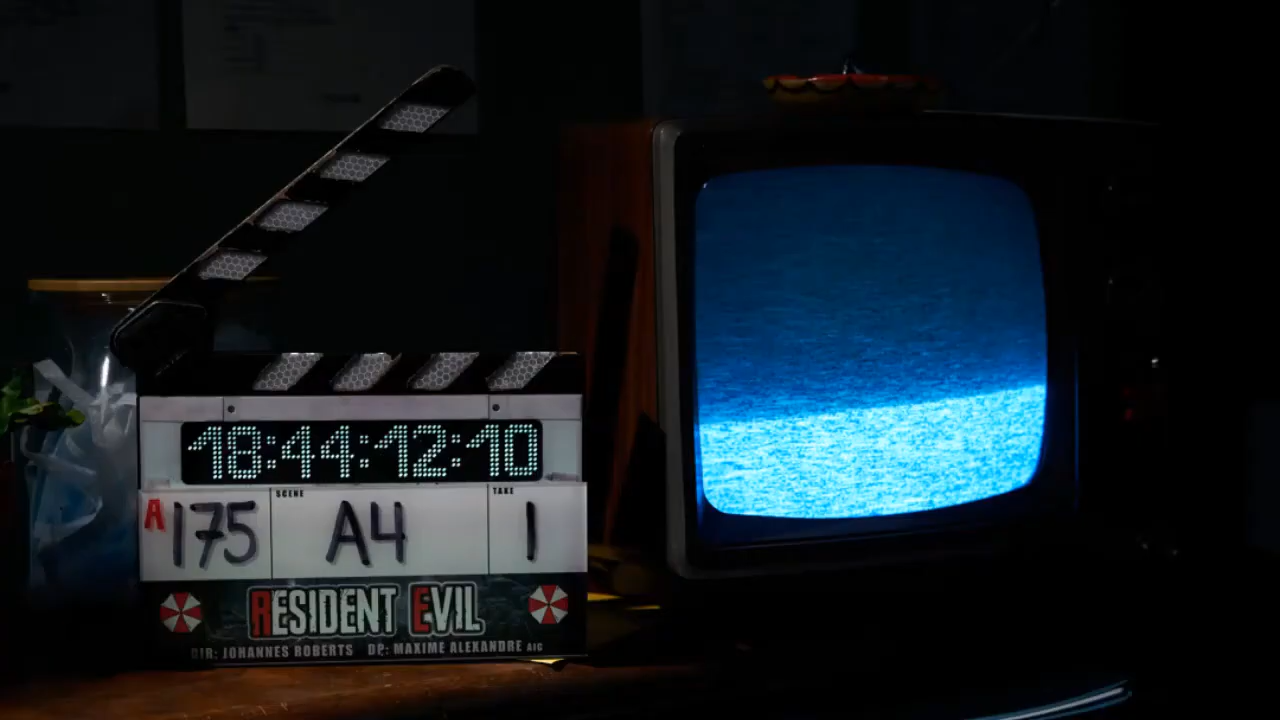 18:44:12:10
SCENE TAKE
A 175 A4 1
RESIDENT EVIL
DIR: JOHANNES ROBERTS DP: MAXIME ALEXANDRE AIC